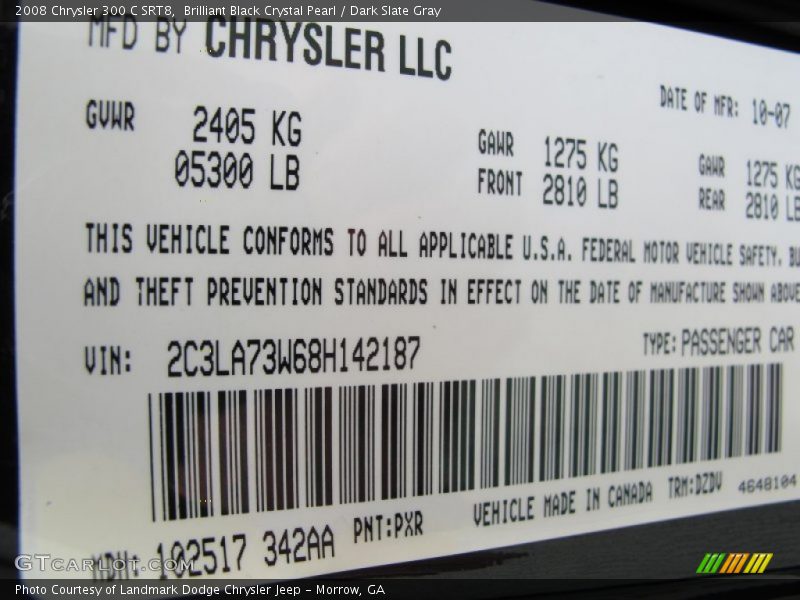 2008 Chrysler 300 C SRT8,  Brilliant Black Crystal Pearl / Dark Slate Gray
MFD BY CHRYSLER LLC
DATE OF MFR: 10-07
GVWR 2405 KG
05300 LB
GAWR FRONT 1275 KG
2810 LB
GAWR REAR 1275 KG
2810 LB
THIS VEHICLE CONFORMS TO ALL APPLICABLE U.S.A. FEDERAL MOTOR VEHICLE SAFETY, BU
AND THEFT PREVENTION STANDARDS IN EFFECT ON THE DATE OF MANUFACTURE SHOWN ABOVE
VIN: 2C3LA73W68H142187
TYPE: PASSENGER CAR
MDH: 102517 342AA PNT:PXR VEHICLE MADE IN CANADA TRM:DZDV 4648104
GTcarlot.com
Photo Courtesy of Landmark Dodge Chrysler Jeep - Morrow, GA